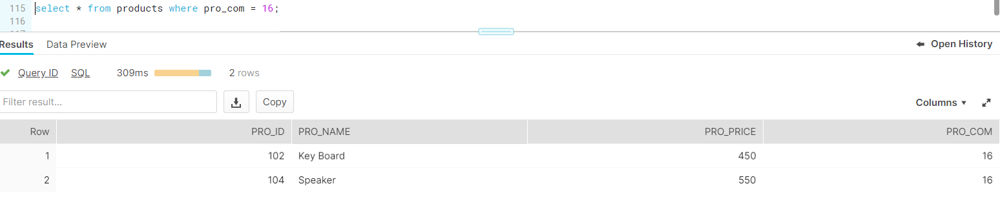 115 select * from products where pro_com = 16;
116
Results Data Preview Open History
Query ID SQL 309ms 2 rows
Filter result... Copy Columns
Row PRO_ID PRO_NAME PRO_PRICE PRO_COM
1 102 Key Board 450 16
2 104 Speaker 550 16